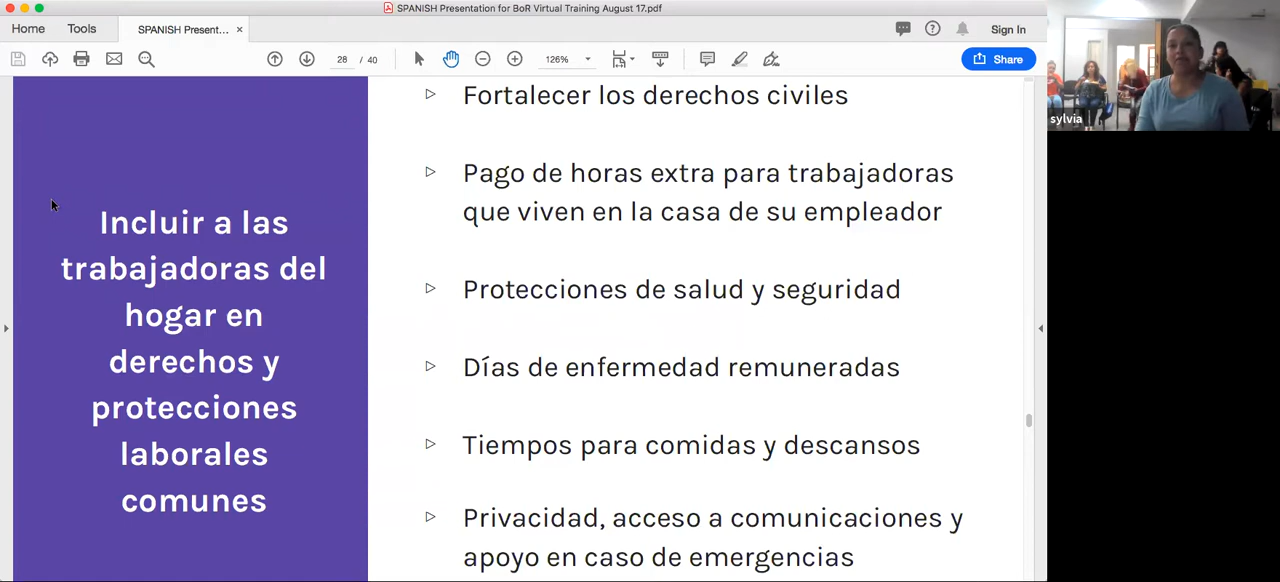 SPANISH Presentation for BoR Virtual Training August 17.pdf
Home
Tools
SPANISH Present... ×
Sign In
28 / 40
126%
Share
sylvia
Incluir a las
trabajadoras del
hogar en
derechos y
protecciones
laborales
comunes
Fortalecer los derechos civiles
Pago de horas extra para trabajadoras
que viven en la casa de su empleador
Protecciones de salud y seguridad
Días de enfermedad remuneradas
Tiempos para comidas y descansos
Privacidad, acceso a comunicaciones y
apoyo en caso de emergencias